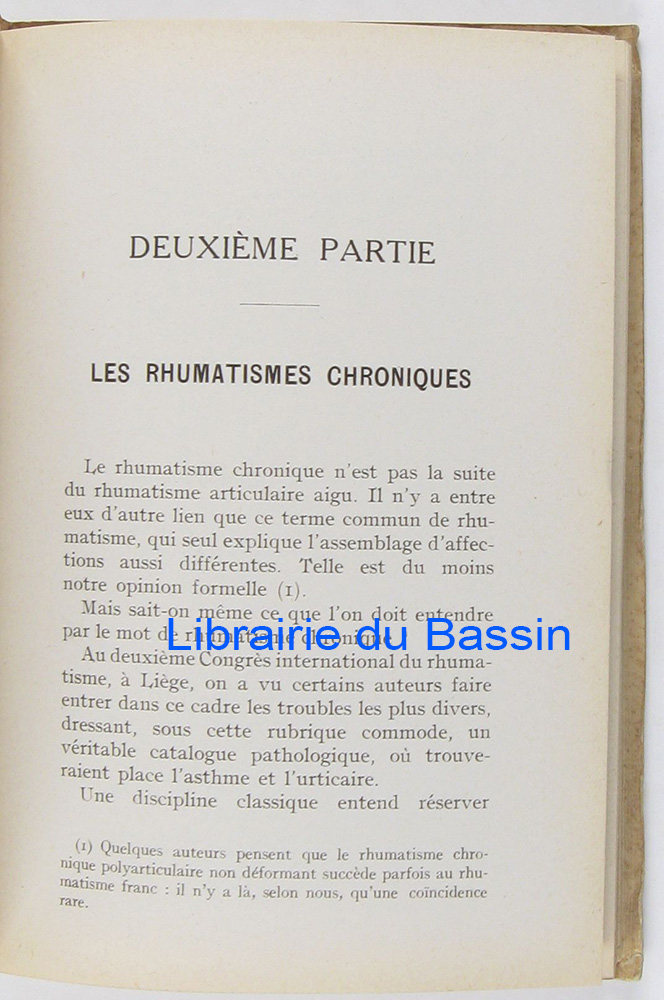 DEUXIÈME PARTIE
LES RHUMATISMES CHRONIQUES
Le rhumatisme chronique n'est pas la suite
du rhumatisme articulaire aigu. Il n'y a entre
eux d'autre lien que ce terme commun de rhu-
matisme, qui seul explique l'assemblage d'affec-
tions aussi différentes. Telle est du moins
notre opinion formelle (1).
Mais sait-on même ce que l'on doit entendre
par le mot de rhumatisme chronique
Librairie du Bassin
Au deuxième Congrès international du rhuma-
tisme, à Liège, on a vu certains auteurs faire
entrer dans ce cadre les troubles les plus divers,
dressant, sous cette rubrique commode, un
véritable catalogue pathologique, où trouve-
raient place l'asthme et l'urticaire.
Une discipline classique entend réserver
(1) Quelques auteurs pensent que le rhumatisme chro-
nique polyarticulaire non déformant succède parfois au rhu-
matisme franc : il n'y a là, selon nous, qu'une coïncidence
rare.